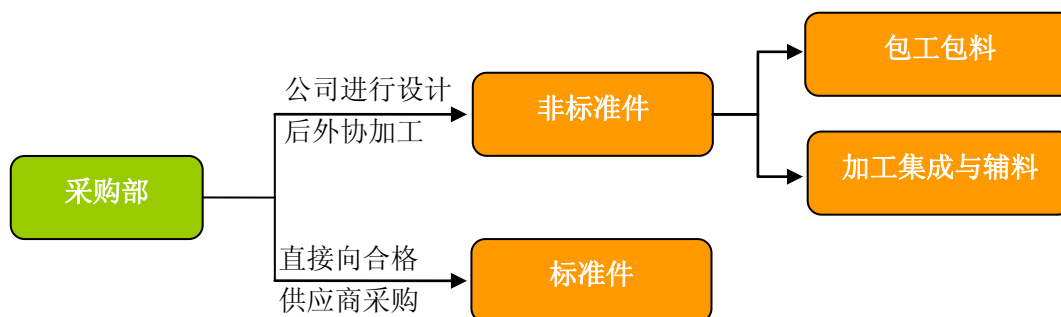 包工包料
公司进行设计
后外协加工
非标准件
加工集成与辅料
采购部
直接向合格
供应商采购
标准件